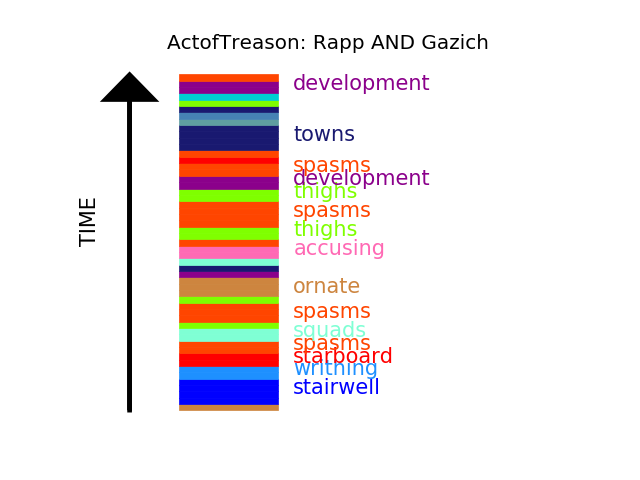 ActofTreason: Rapp AND Gazich
development
towns
spasms
development
thighs
spasms
thighs
accusing
ornate
spasms
squads
spasms
starboard
writhing
stairwell
TIME